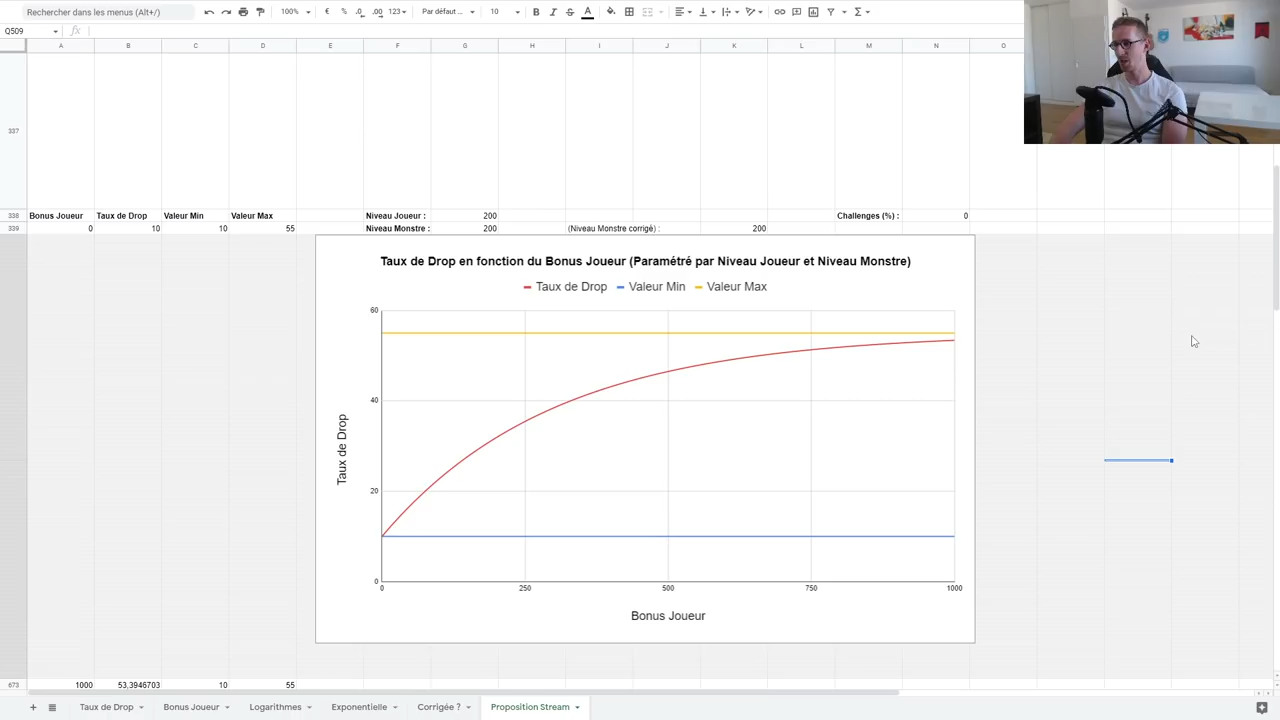 Rechercher dans les menus (Alt+/) 100% € % .0 .00 123 Par défaut ... 10 B I S A Σ
Q509 fx
A B C D E F G H I J K L M N O
337
338 Bonus Joueur Taux de Drop Valeur Min Valeur Max Niveau Joueur : 200 Challenges (%) : 0
339 0 10 10 55 Niveau Monstre : 200 (Niveau Monstre corrigé) : 200
Taux de Drop en fonction du Bonus Joueur (Paramétré par Niveau Joueur et Niveau Monstre)
Taux de Drop Valeur Min Valeur Max
60
40
20
0
Taux de Drop
0 250 500 750 1000
Bonus Joueur
673 1000 53,3946703 10 55
Taux de Drop Bonus Joueur Logarithmes Exponentielle Corrigée ? Proposition Stream